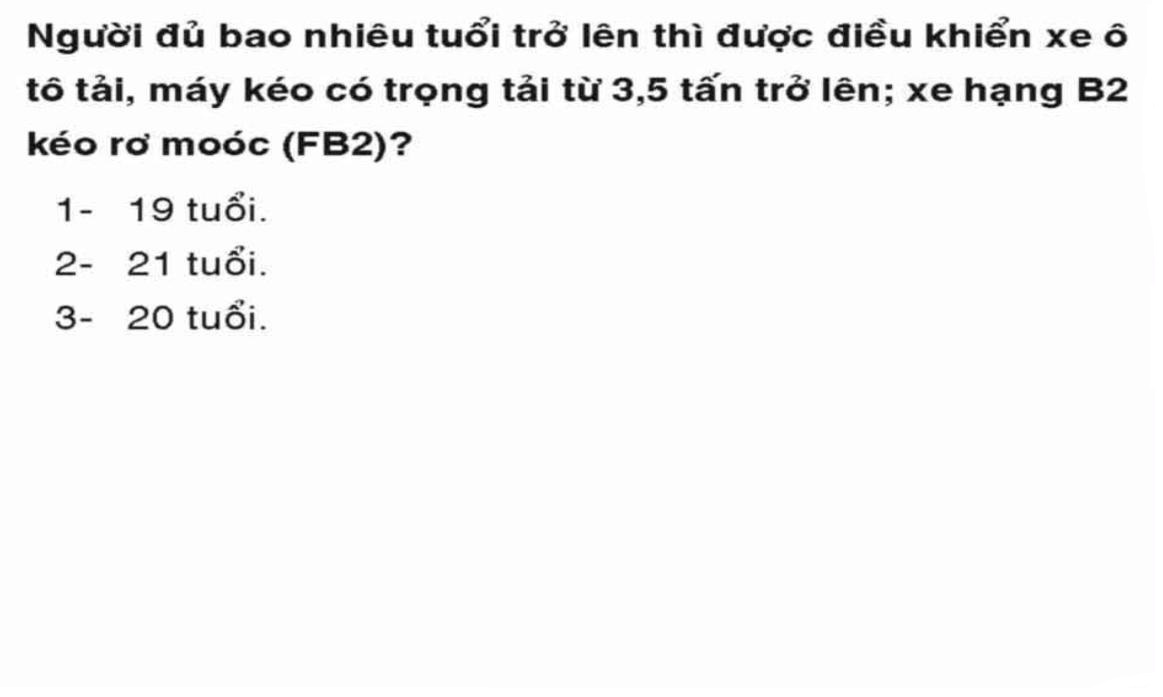 Người đủ bao nhiêu tuổi trở lên thì được điều khiển xe ô
tô tải, máy kéo có trọng tải từ 3,5 tấn trở lên; xe hạng B2
kéo rơ moóc (FB2)?
1- 19 tuổi.
2- 21 tuổi.
3- 20 tuổi.